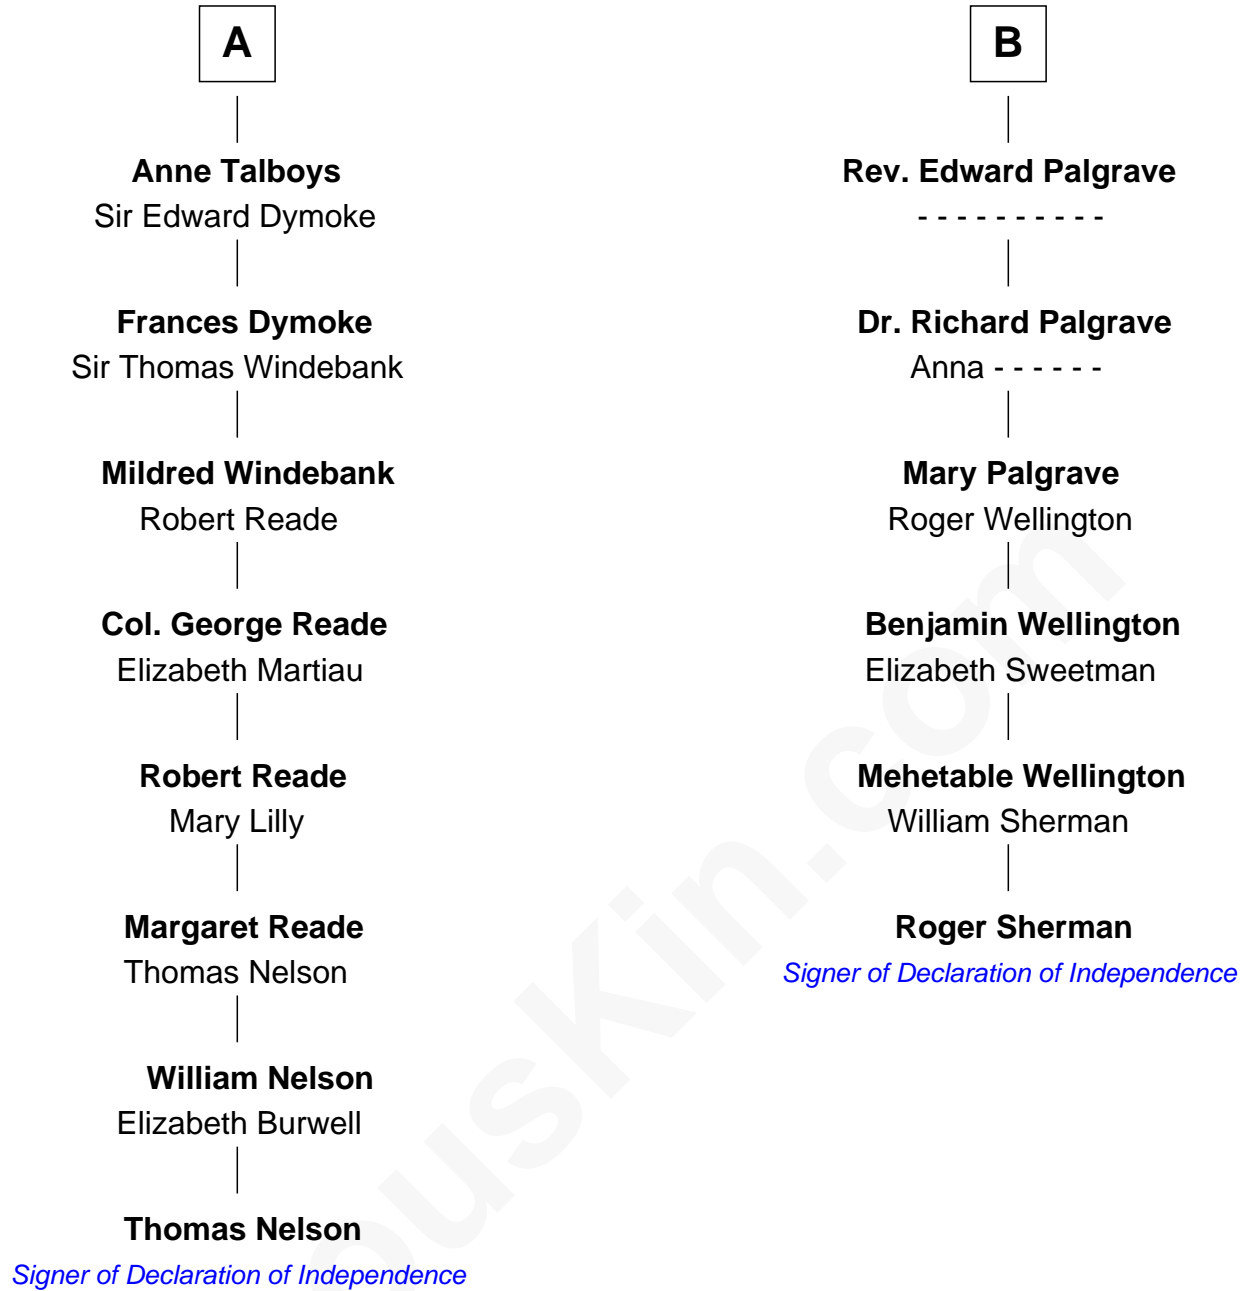 A
Anne Talboys
Sir Edward Dymoke
Frances Dymoke
Sir Thomas Windebank
Mildred Windebank
Robert Reade
Col. George Reade
Elizabeth Martiau
Robert Reade
Mary Lilly
Margaret Reade
Thomas Nelson
William Nelson
Elizabeth Burwell
Thomas Nelson
Signer of Declaration of Independence
B
Rev. Edward Palgrave
- - - - - - - - - -
Dr. Richard Palgrave
Anna - - - - - -
Mary Palgrave
Roger Wellington
Benjamin Wellington
Elizabeth Sweetman
Mehetable Wellington
William Sherman
Roger Sherman
Signer of Declaration of Independence
ousKin.com